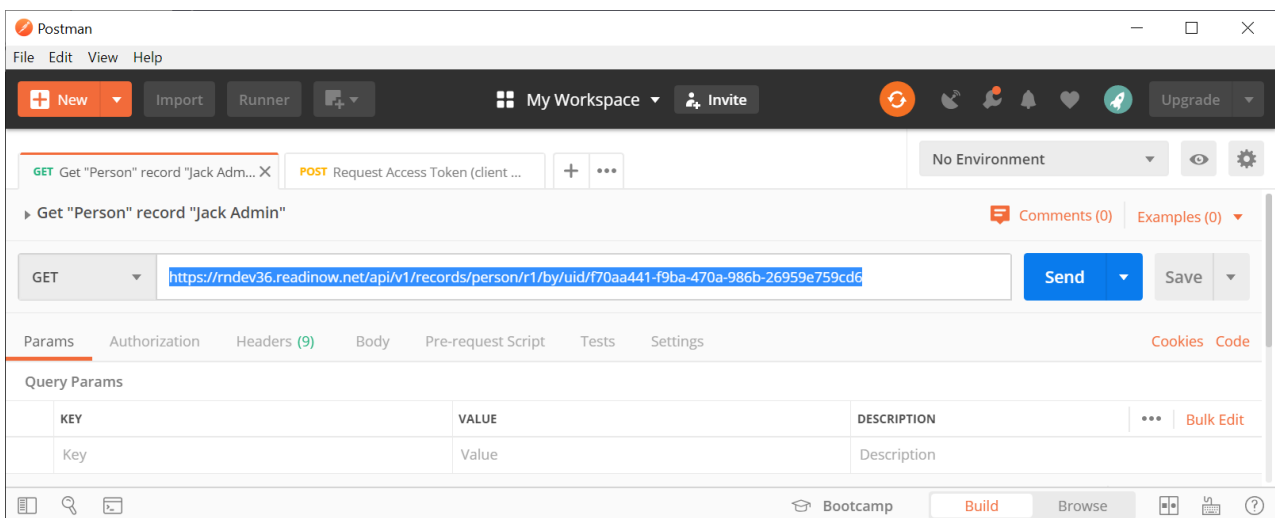 Postman
File Edit View Help
New Import Runner My Workspace Invite Upgrade
GET Get "Person" record "Jack Adm... POST Request Access Token (client ... No Environment
Get "Person" record "Jack Admin" Comments (0) Examples (0)
GET https://rndev36.readinow.net/api/v1/records/person/r1/by/uid/f70aa441-f9ba-470a-986b-26959e759cd6 Send Save
Params Authorization Headers (9) Body Pre-request Script Tests Settings Cookies Code
Query Params
KEY VALUE DESCRIPTION Bulk Edit
Key Value Description
Bootcamp Build Browse